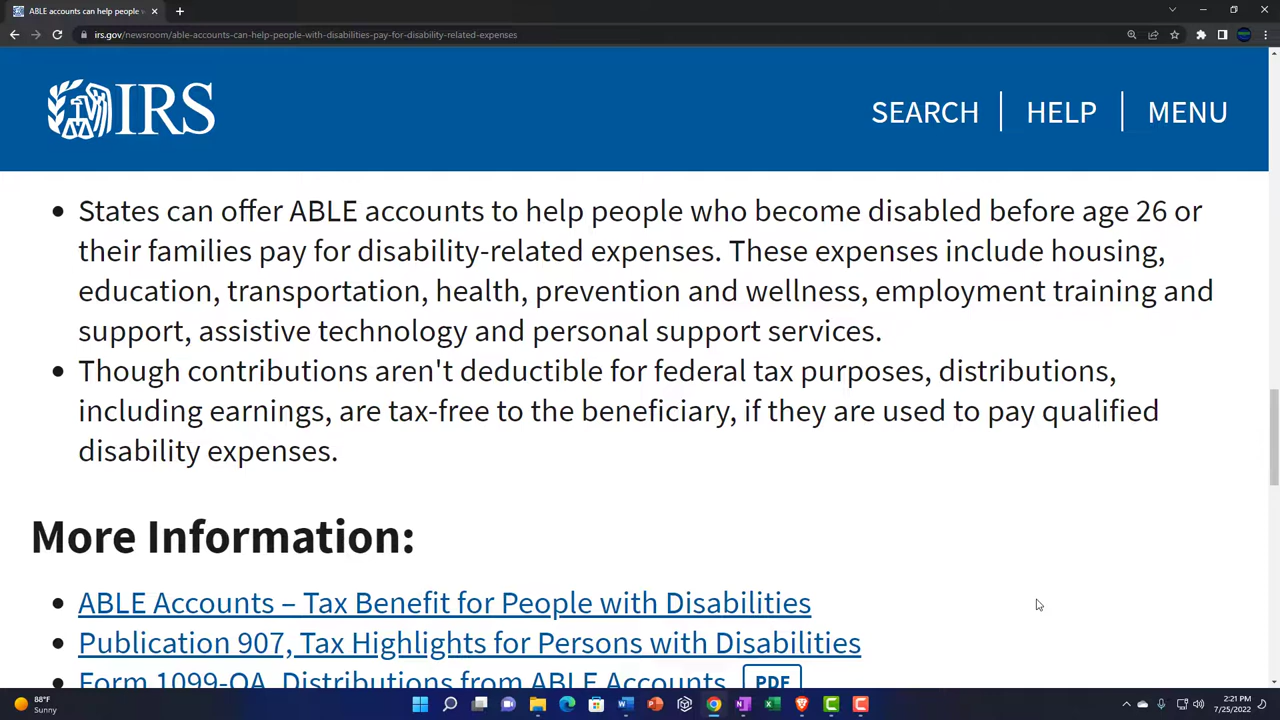 ABLE accounts can help people
irs.gov/newsroom/able-accounts-can-help-people-with-disabilities-pay-for-disability-related-expenses
IRS
SEARCH
HELP
MENU
States can offer ABLE accounts to help people who become disabled before age 26 or
their families pay for disability-related expenses. These expenses include housing,
education, transportation, health, prevention and wellness, employment training and
support, assistive technology and personal support services.
Though contributions aren't deductible for federal tax purposes, distributions,
including earnings, are tax-free to the beneficiary, if they are used to pay qualified
disability expenses.
More Information:
ABLE Accounts – Tax Benefit for People with Disabilities
Publication 907, Tax Highlights for Persons with Disabilities
Form 1099-QA, Distributions from ABLE Accounts PDF
88°F
Sunny
2:21 PM
7/25/2022